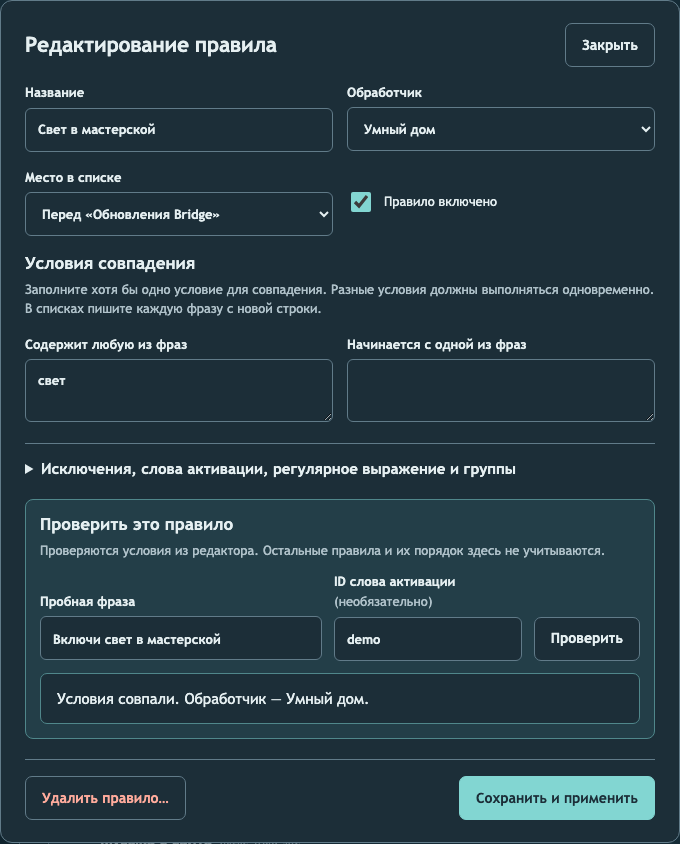 Редактирование правила
Закрыть
Название
Обработчик
Свет в мастерской
Умный дом
Место в списке
Перед «Обновления Bridge»
Правило включено
Условия совпадения
Заполните хотя бы одно условие для совпадения. Разные условия должны выполняться одновременно.
В списках пишите каждую фразу с новой строки.
Содержит любую из фраз
Начинается с одной из фраз
свет
Исключения, слова активации, регулярное выражение и группы
Проверить это правило
Проверяются условия из редактора. Остальные правила и их порядок здесь не учитываются.
ID слова активации
Пробная фраза
(необязательно)
Включи свет в мастерской
demo
Проверить
Условия совпали. Обработчик — Умный дом.
Удалить правило…
Сохранить и применить